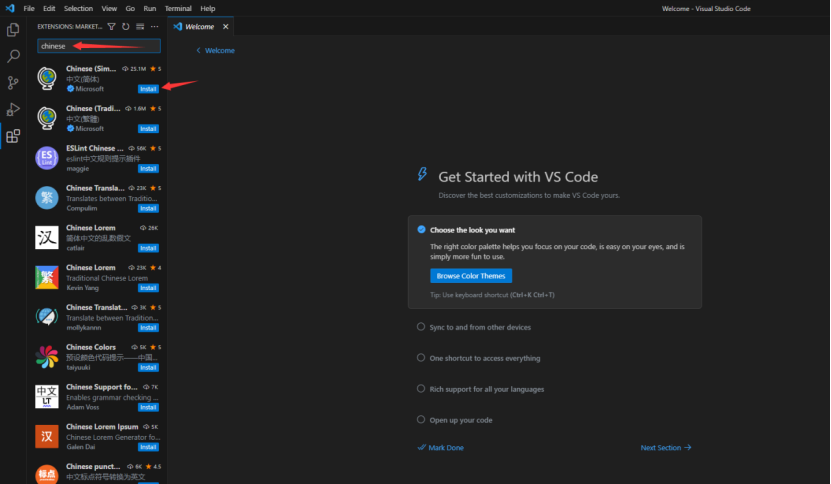 File Edit Selection View Go Run Terminal Help
Welcome - Visual Studio Code
EXTENSIONS: MARKET...
Welcome
chinese
Welcome
Chinese (Sim... 25.1M 5
中文(简体)
Microsoft Install
Chinese (Tradi... 1.6M 5
中文(繁體)
Microsoft Install
ES
Lint
ESLint Chinese ... 58K 5
eslint中文规则提示插件
maggie Install
繁
Chinese Transla... 23K 5
Translates between Traditio...
Compulim Install
汉
Chinese Lorem 26K
简体中文的乱数假文
catlair Install
繁
Chinese Lorem 23K 4
Traditional Chinese Lorem
Kevin Yang Install
Chinese Translat... 3K 5
Translate between Tradition...
mollykannn Install
Chinese Colors 5K 5
预设颜色代码提示——中国...
taiyuuki Install
中文
LT
Chinese Support fo... 7K
Enables grammar checking ...
Adam Voss Install
汉
Chinese Lorem Ipsum 5K
Chinese Lorem Generator fo...
Galen Dai Install
标点
Chinese punct... 6K 4.5
中文标点符号转换为英文
Get Started with VS Code
Discover the best customizations to make VS Code yours.
Choose the look you want
The right color palette helps you focus on your code, is easy on your eyes, and is
simply more fun to use.
Browse Color Themes
Tip: Use keyboard shortcut (Ctrl+K Ctrl+T)
Sync to and from other devices
One shortcut to access everything
Rich support for all your languages
Open up your code
Mark Done
Next Section